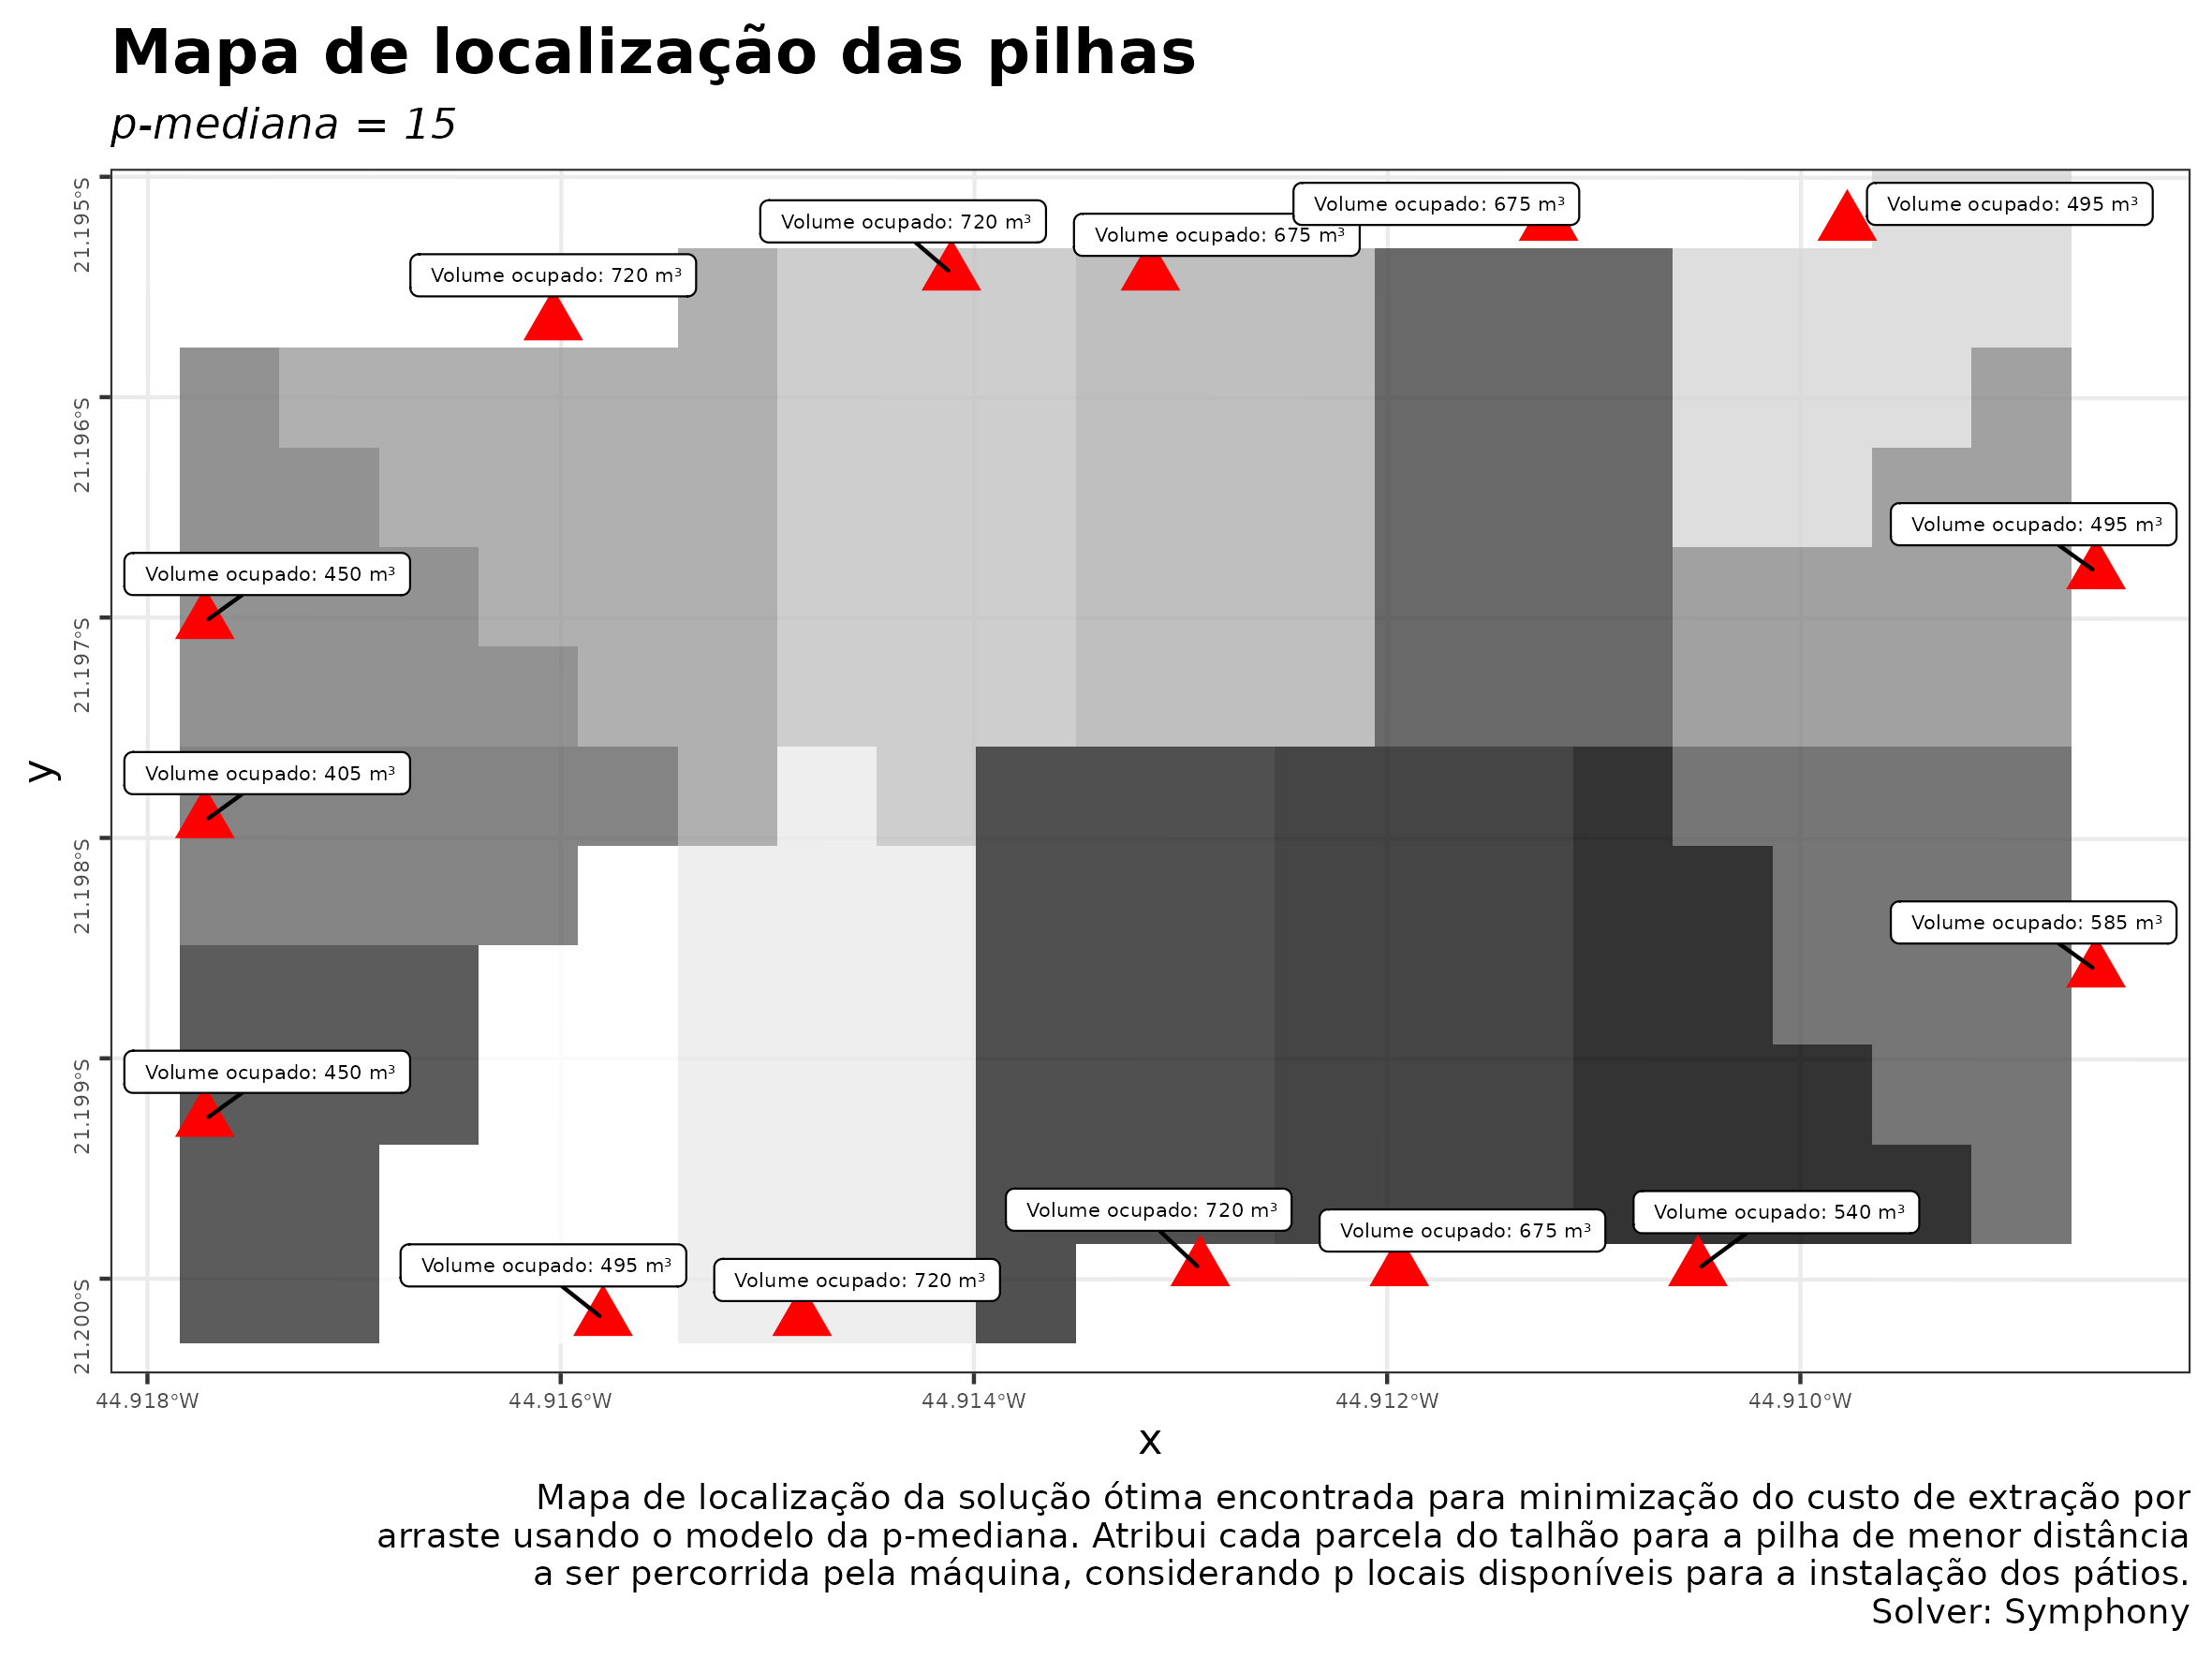 Mapa de localização das pilhas
p-mediana = 15
21.195°S
21.196°S
21.197°S
21.198°S
21.199°S
21.200°S
y
Volume ocupado: 675 m³
Volume ocupado: 495 m³
Volume ocupado: 720 m³
Volume ocupado: 675 m³
Volume ocupado: 720 m³
Volume ocupado: 495 m³
Volume ocupado: 450 m³
Volume ocupado: 405 m³
Volume ocupado: 585 m³
Volume ocupado: 450 m³
Volume ocupado: 720 m³
Volume ocupado: 540 m³
Volume ocupado: 675 m³
Volume ocupado: 495 m³
Volume ocupado: 720 m³
44.918°W
44.916°W
44.914°W
44.912°W
44.910°W
x
Mapa de localização da solução ótima encontrada para minimização do custo de extração por
arraste usando o modelo da p-mediana. Atribui cada parcela do talhão para a pilha de menor distância
a ser percorrida pela máquina, considerando p locais disponíveis para a instalação dos pátios.
Solver: Symphony